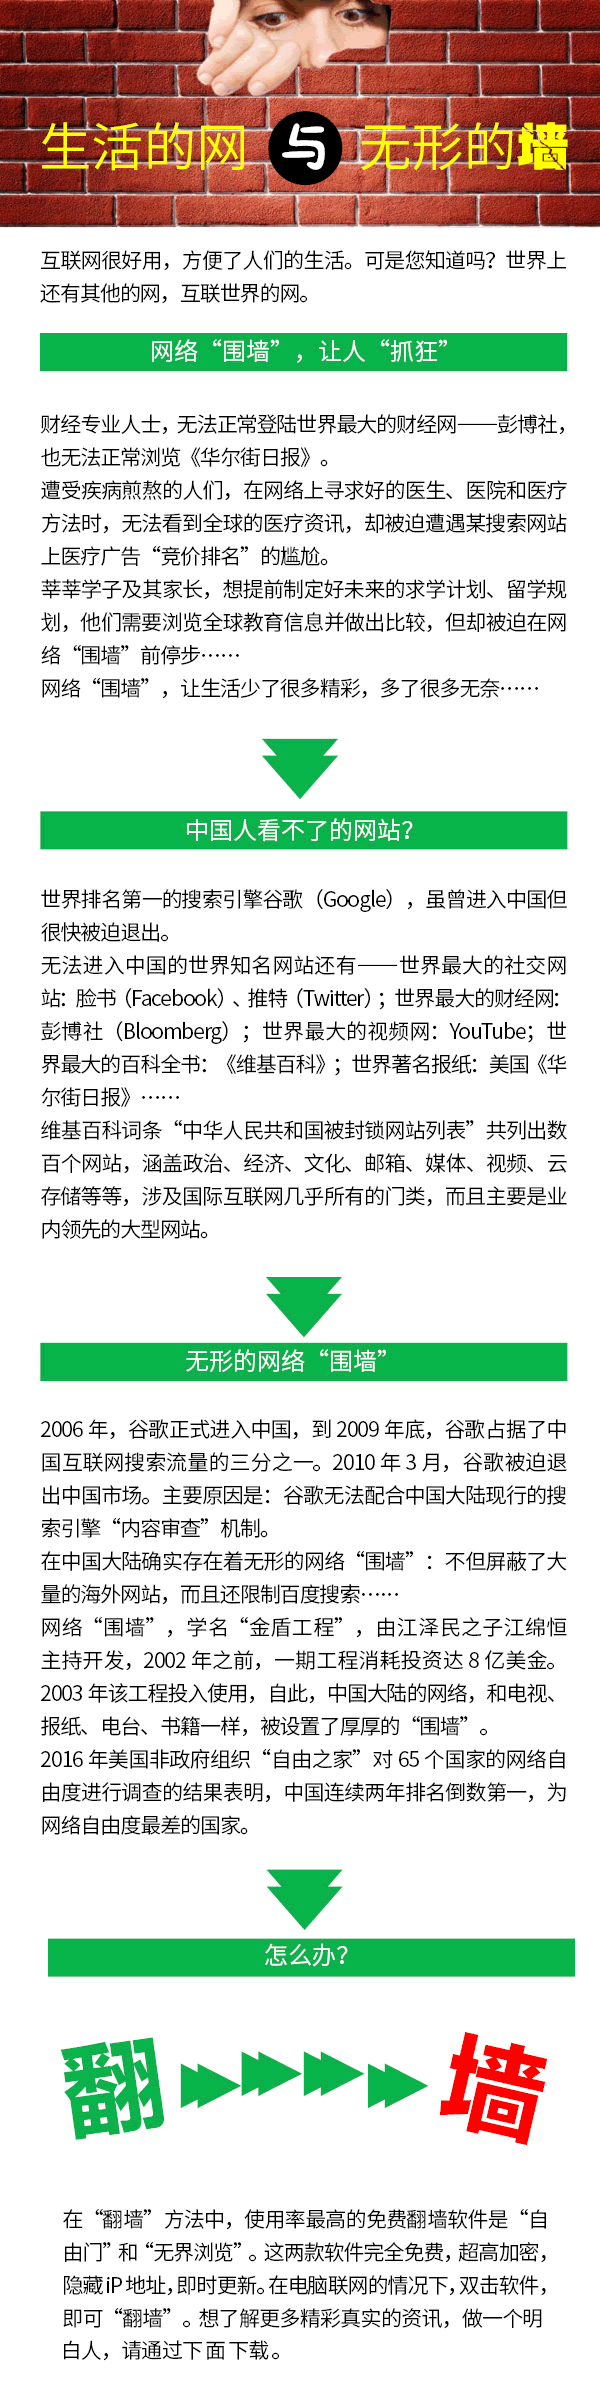 生活的网 与 无形的墙
互联网很好用，方便了人们的生活。可是您知道吗？世界上
还有其他的网，互联世界的网。
网络“围墙”，让人“抓狂”
财经专业人士，无法正常登陆世界最大的财经网——彭博社，
也无法正常浏览《华尔街日报》。
遭受疾病煎熬的人们，在网络上寻求好的医生、医院和医疗
方法时，无法看到全球的医疗资讯，却被迫遭遇某搜索网站
上医疗广告“竞价排名”的尴尬。
莘莘学子及其家长，想提前制定好未来的求学计划、留学规
划，他们需要浏览全球教育信息并做出比较，但却被迫在网
络“围墙”前停步……
网络“围墙”，让生活少了很多精彩，多了很多无奈……
中国人看不了的网站？
世界排名第一的搜索引擎谷歌（Google），虽曾进入中国但
很快被迫退出。
无法进入中国的世界知名网站还有——世界最大的社交网
站：脸书（Facebook）、推特（Twitter）；世界最大的财经网：
彭博社（Bloomberg）；世界最大的视频网：YouTube；世
界最大的百科全书：《维基百科》；世界著名报纸：美国《华
尔街日报》……
维基百科词条“中华人民共和国被封锁网站列表”共列出数
百个网站，涵盖政治、经济、文化、邮箱、媒体、视频、云
存储等等，涉及国际互联网几乎所有的门类，而且主要是业
内领先的大型网站。
无形的网络“围墙”
2006 年，谷歌正式进入中国，到 2009 年底，谷歌占据了中
国互联网搜索流量的三分之一。2010 年 3 月，谷歌被迫退
出中国市场。主要原因是：谷歌无法配合中国大陆现行的搜
索引擎“内容审查”机制。
在中国大陆确实存在着无形的网络“围墙”：不但屏蔽了大
量的海外网站，而且还限制百度搜索……
网络“围墙”，学名“金盾工程”，由江泽民之子江绵恒
主持开发，2002 年之前，一期工程消耗投资达 8 亿美金。
2003 年该工程投入使用，自此，中国大陆的网络，和电视、
报纸、电台、书籍一样，被设置了厚厚的“围墙”。
2016 年美国非政府组织“自由之家”对 65 个国家的网络自
由度进行调查的结果表明，中国连续两年排名倒数第一，为
网络自由度最差的国家。
怎么办？
翻 墙
在“翻墙”方法中，使用率最高的免费翻墙软件是“自
由门”和“无界浏览”。这两款软件完全免费，超高加密，
隐藏 iP 地址，即时更新。在电脑联网的情况下，双击软件，
即可“翻墙”。想了解更多精彩真实的资讯，做一个明
白人，请通过下面下载。